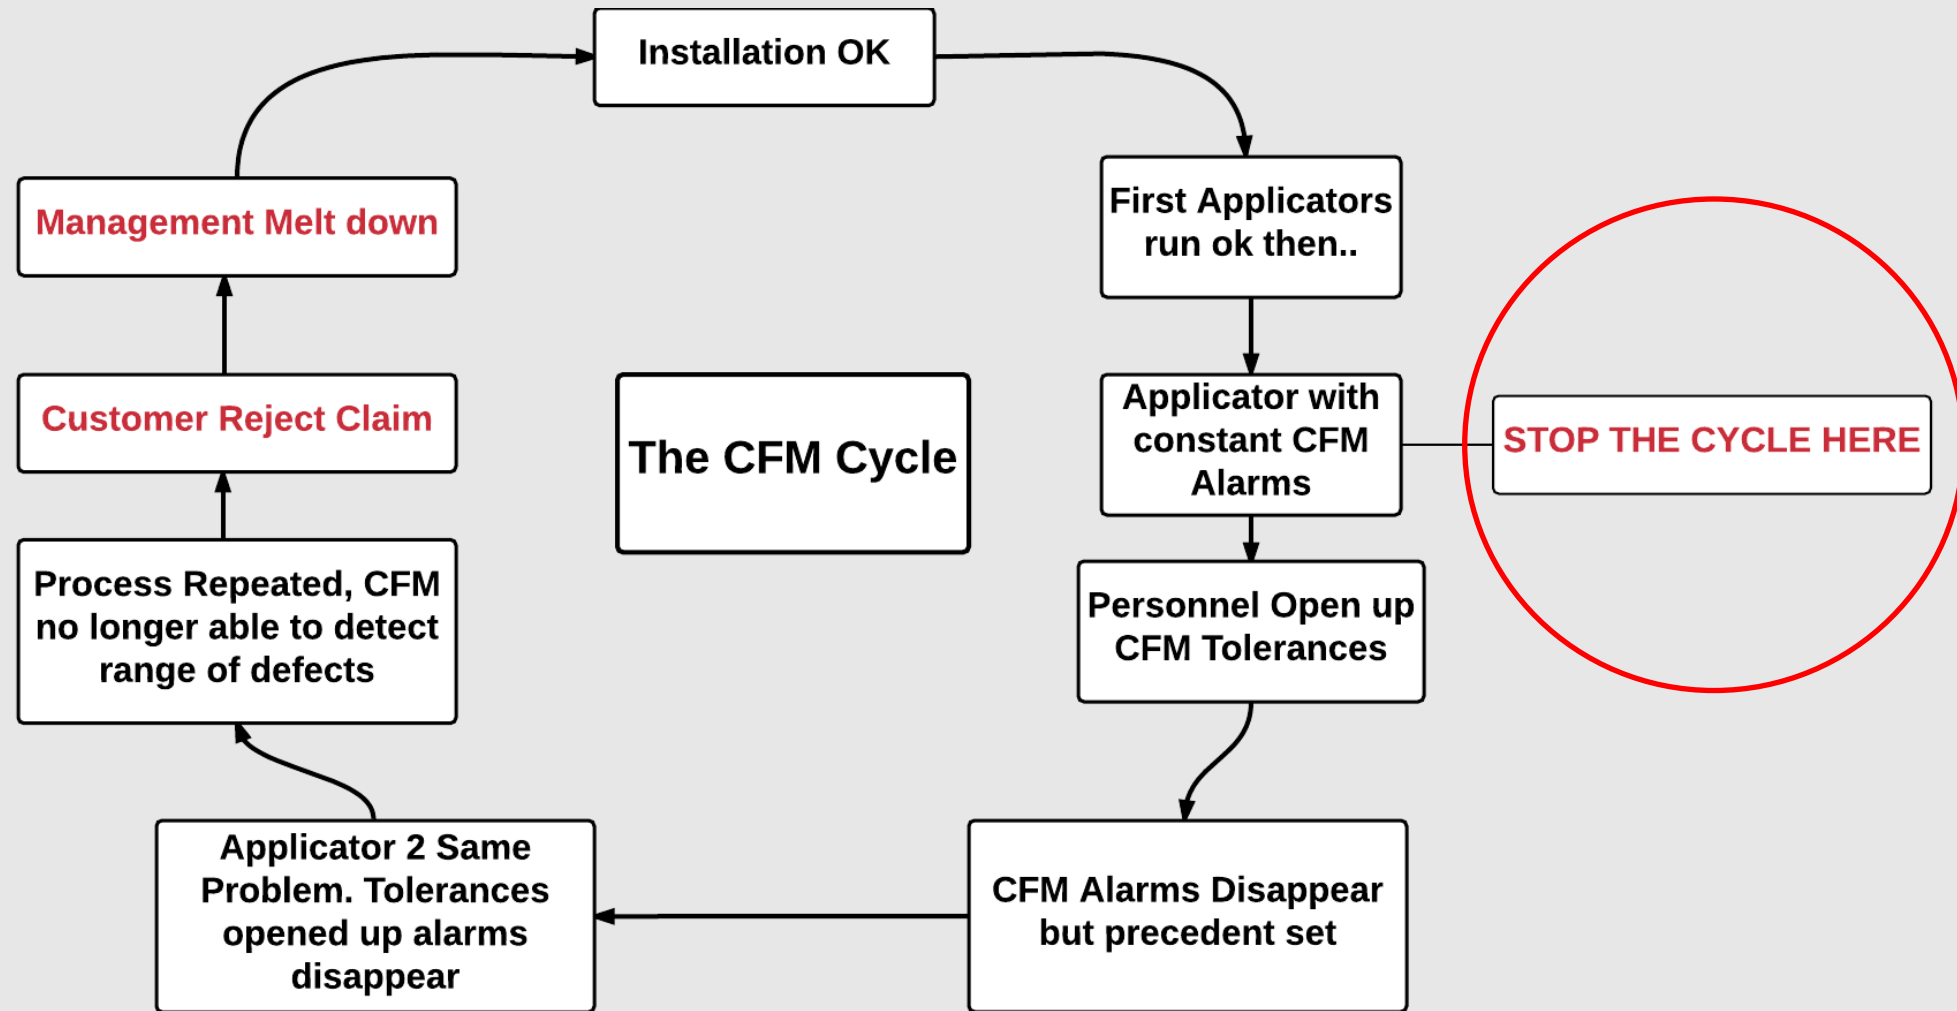 Installation OK
First Applicators
run ok then..
Applicator with
constant CFM
Alarms
STOP THE CYCLE HERE
Personnel Open up
CFM Tolerances
CFM Alarms Disappear
but precedent set
Applicator 2 Same
Problem. Tolerances
opened up alarms
disappear
Process Repeated, CFM
no longer able to detect
range of defects
Customer Reject Claim
Management Melt down
The CFM Cycle